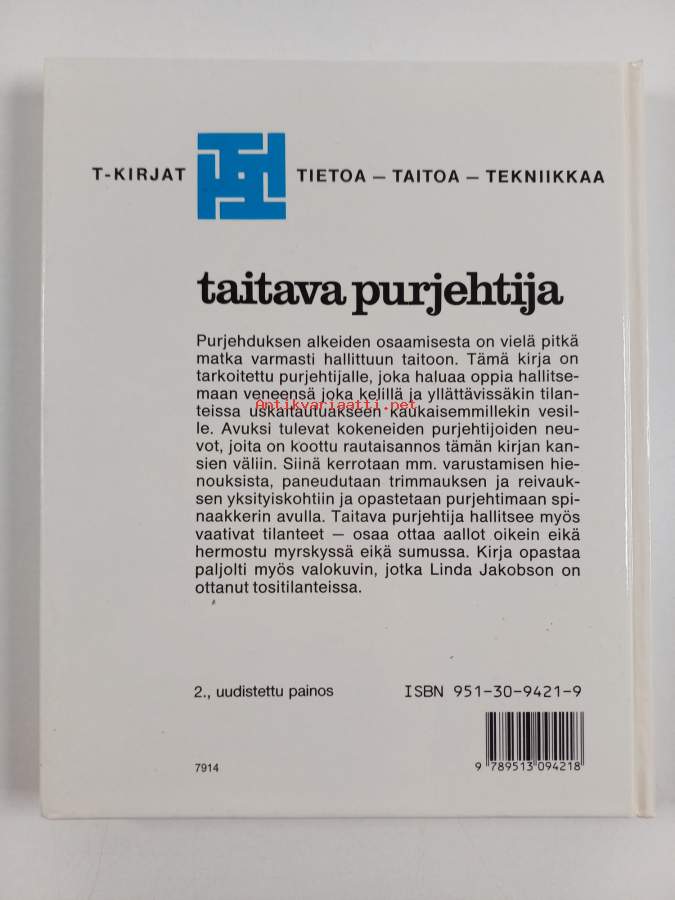 T-KIRJAT TIETOA – TAITOA – TEKNIIKKAA
taitava purjehtija
Purjehduksen alkeiden osaamisesta on vielä pitkä
matka varmasti hallittuun taitoon. Tämä kirja on
tarkoitettu purjehtijalle, joka haluaa oppia hallitse-
maan veneensä joka kelillä ja yllättävissäkin tilan-
teissa uskaltautuakseen kaukaisemmillekin vesil-
Antikvariaatti.net
le. Avuksi tulevat kokeneiden purjehtijoiden neu-
vot, joita on koottu rautaisannos tämän kirjan kan-
sien väliin. Siinä kerrotaan mm. varustamisen hie-
nouksista, paneudutaan trimmauksen ja reivauk-
sen yksityiskohtiin ja opastetaan purjehtimaan spi-
naakkerin avulla. Taitava purjehtija hallitsee myös
vaativat tilanteet – osaa ottaa aallot oikein eikä
hermostu myrskyssä eikä sumussa. Kirja opastaa
paljolti myös valokuvin, jotka Linda Jakobson on
ottanut tositilanteissa.
2., uudistettu painos ISBN 951-30-9421-9
7914 9 789513 094218